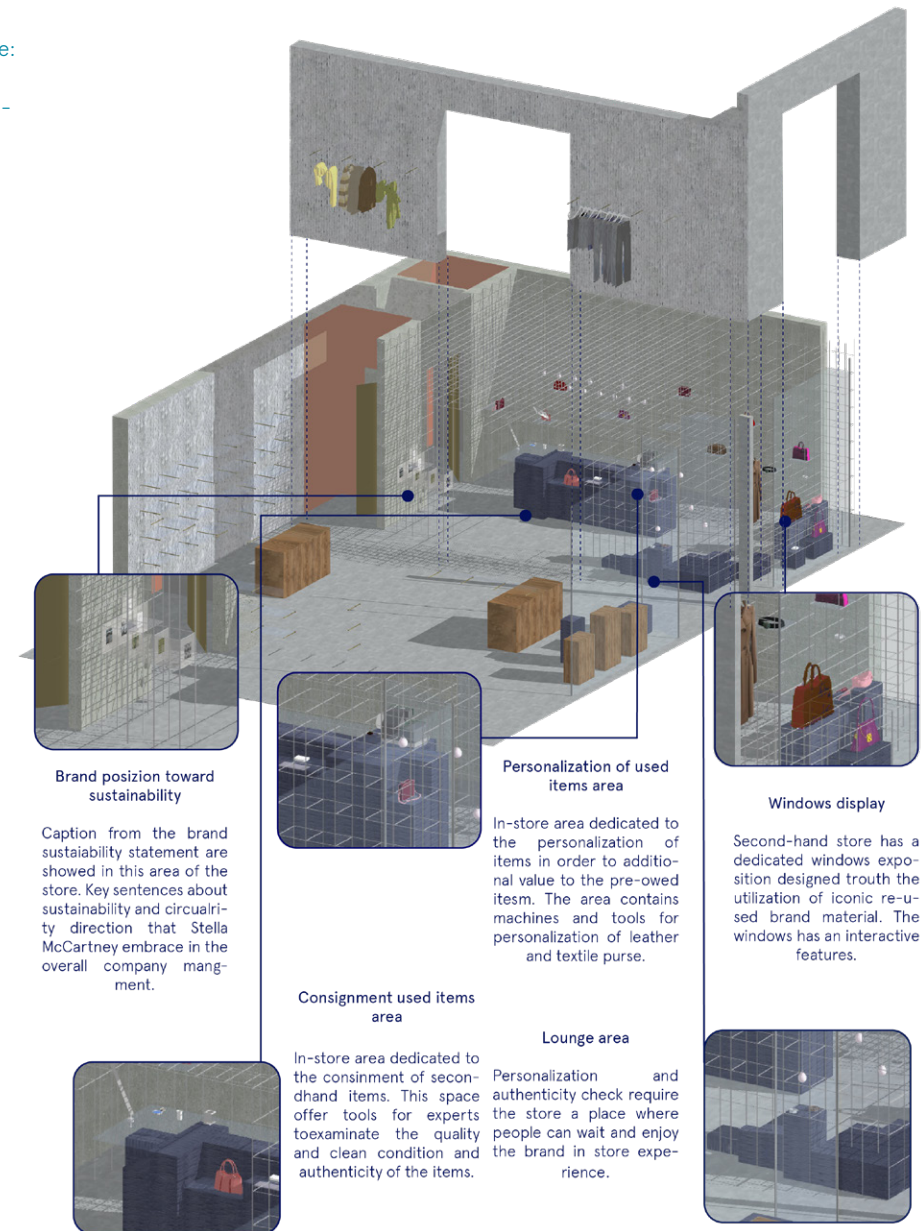 e:
-
Brand posizion toward
sustainability
Caption from the brand
sustaiability statement are
showed in this area of the
store. Key sentences about
sustainability and circualri-
ty direction that Stella
McCartney embrace in the
overall company mang-
ment.
Consignment used items
area
In-store area dedicated to
the consinment of secon-
dhand items. This space
offer tools for experts
toexaminate the quality
and clean condition and
authenticity of the items.
Personalization of used
items area
In-store area dedicated to
the personalization of
items in order to additio-
nal value to the pre-owed
itesm. The area contains
machines and tools for
personalization of leather
and textile purse.
Lounge area
Personalization and
authenticity check require
the store a place where
people can wait and enjoy
the brand in store expe-
rience.
Windows display
Second-hand store has a
dedicated windows expo-
sition designed trouth the
utilization of iconic re-u-
sed brand material. The
windows has an interactive
features.